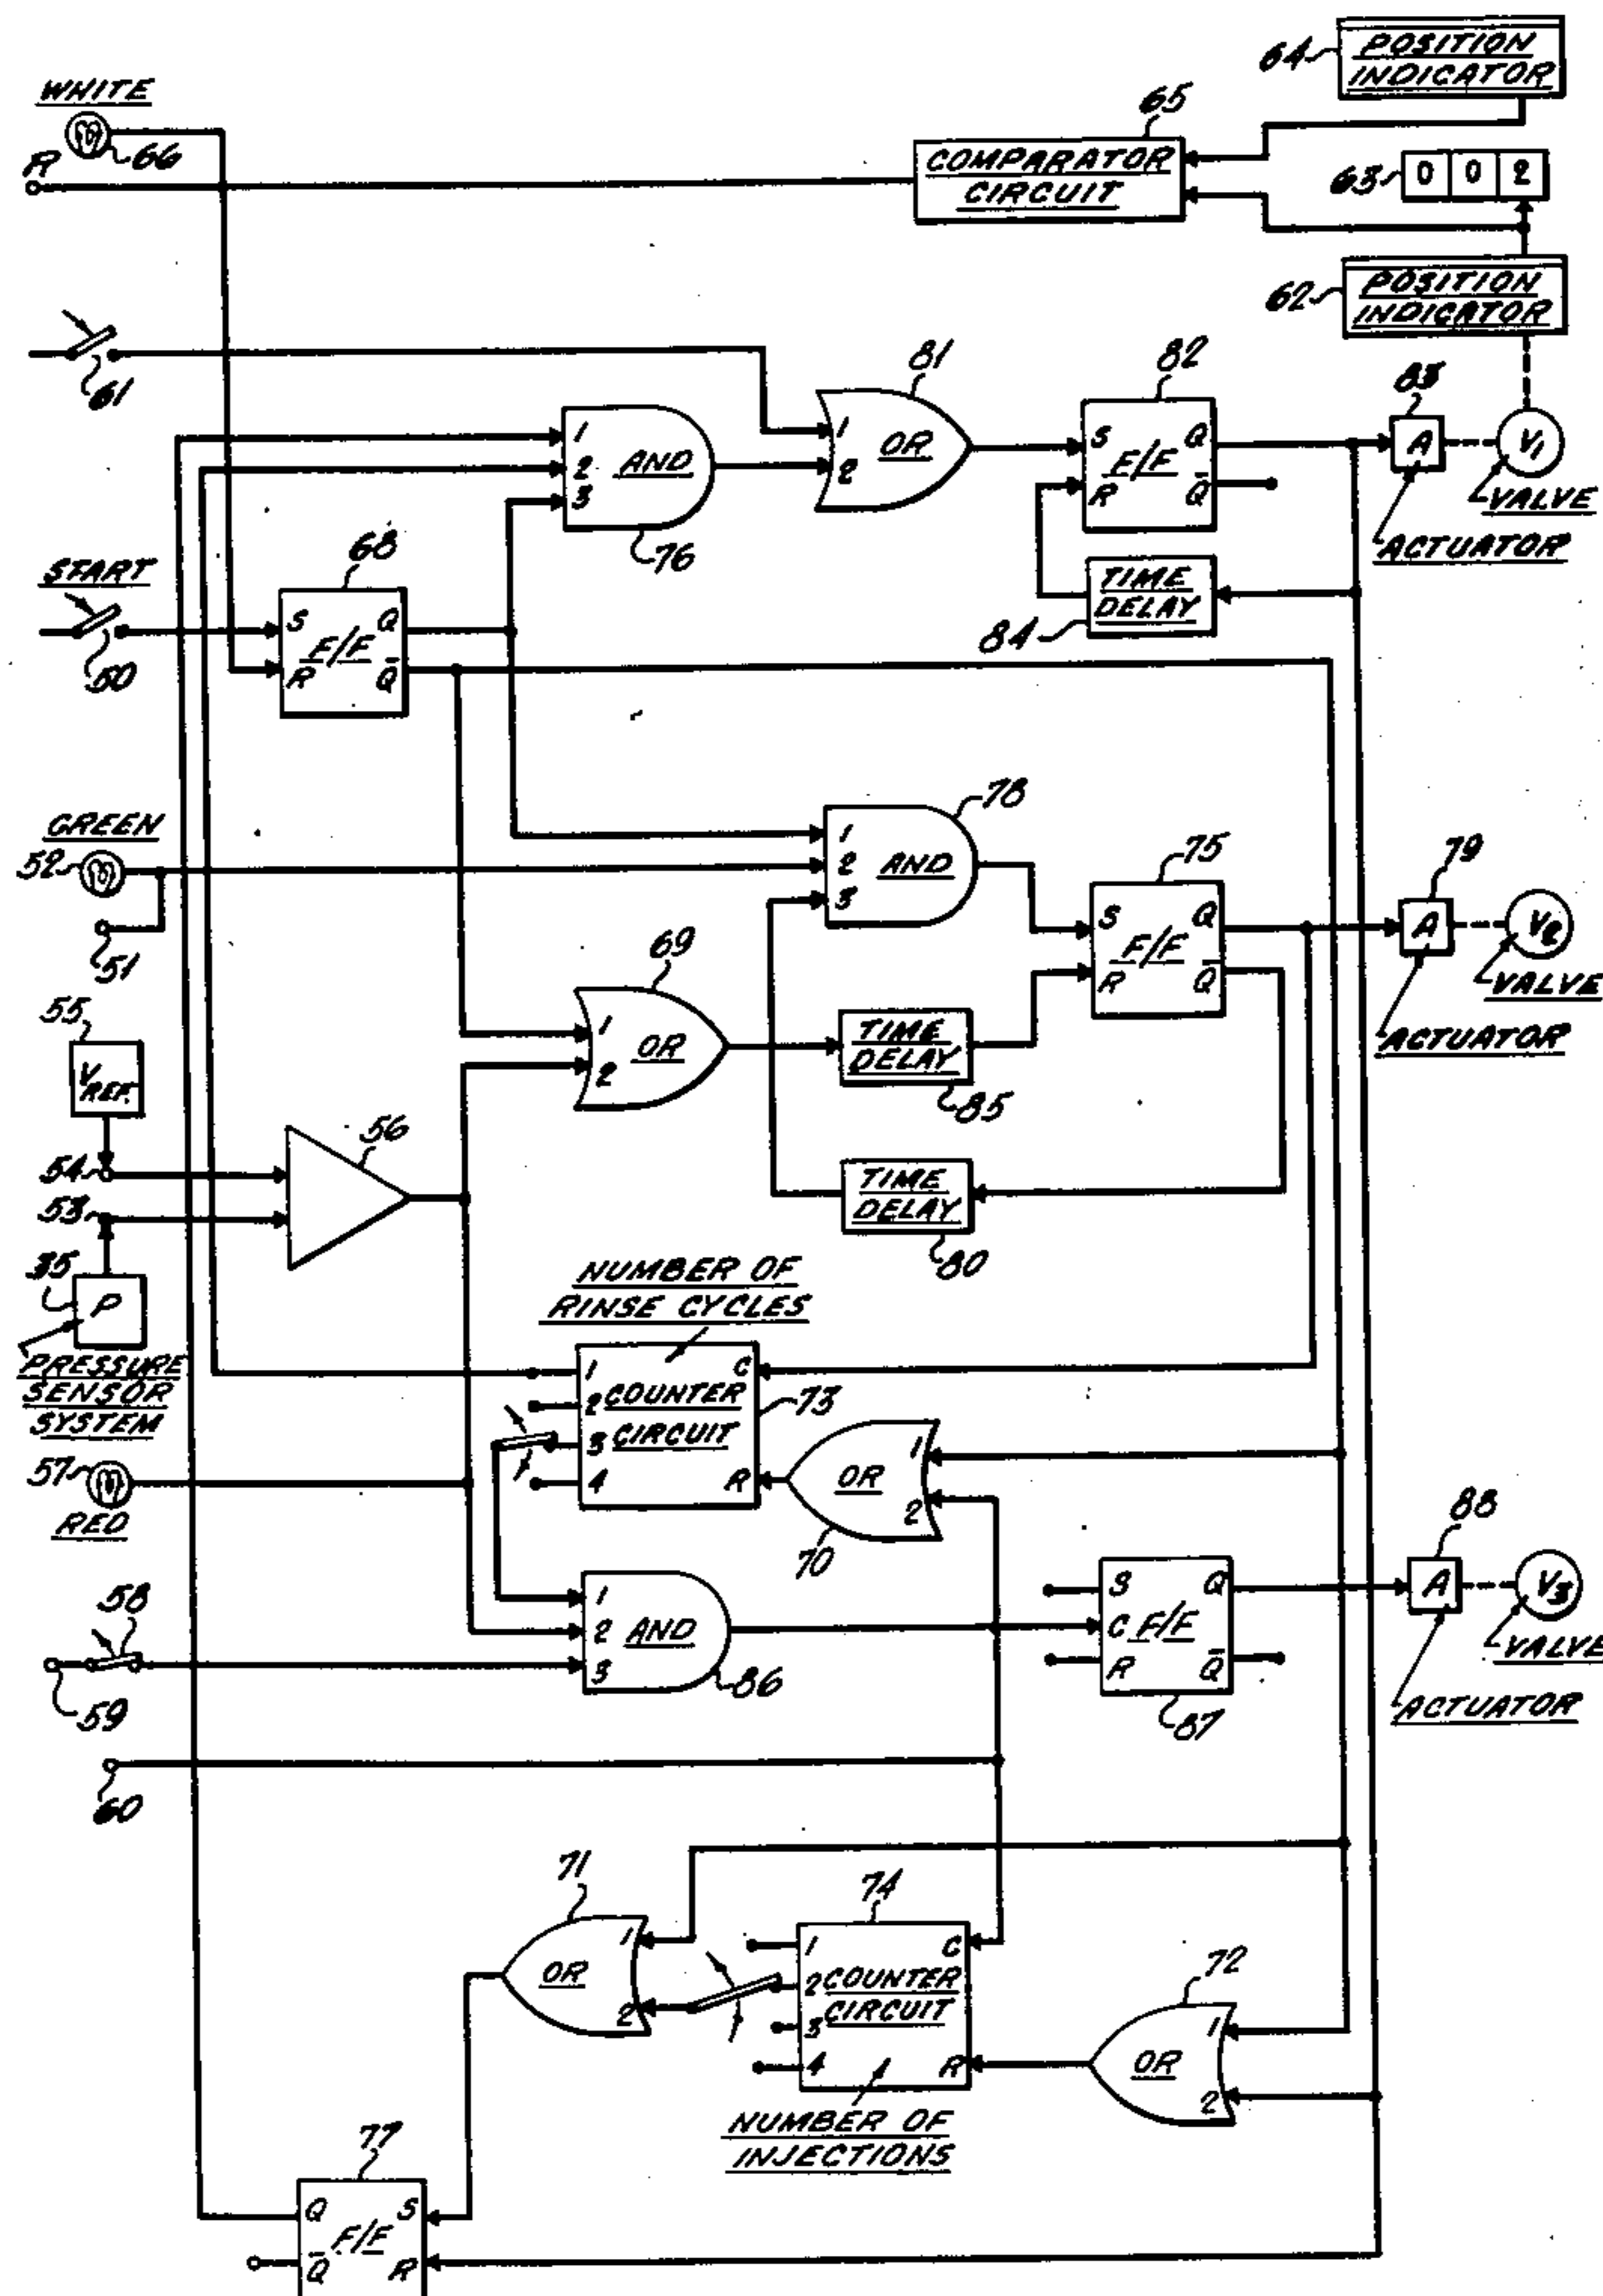 64
POSITION
INDICATOR
WHITE
66
R
65
COMPARATOR
CIRCUIT
63
0 0 2
62
POSITION
INDICATOR
61
81
82
83
1
2
3
AND
76
1
2
OR
S
R
F/F
Q
Q̅
A
V1
VALVE
ACTUATOR
START
50
68
S
R
F/F
Q
Q̅
TIME
DELAY
84
GREEN
52
51
78
1
2
3
AND
75
S
R
F/F
Q
Q̅
79
A
V2
VALVE
ACTUATOR
69
1
2
OR
TIME
DELAY
85
55
V
REF.
54
53
56
35
P
PRESSURE
SENSOR
SYSTEM
TIME
DELAY
80
NUMBER OF
RINSE CYCLES
1
2
3
4
COUNTER
CIRCUIT
C
R
73
1
2
OR
70
57
RED
58
59
1
2
3
AND
86
S
C
R
F/F
Q
Q̅
87
88
A
V3
VALVE
ACTUATOR
60
71
1
2
OR
74
1
2
3
4
COUNTER
CIRCUIT
C
R
72
1
2
OR
NUMBER OF
INJECTIONS
77
Q
Q̅
F/F
S
R